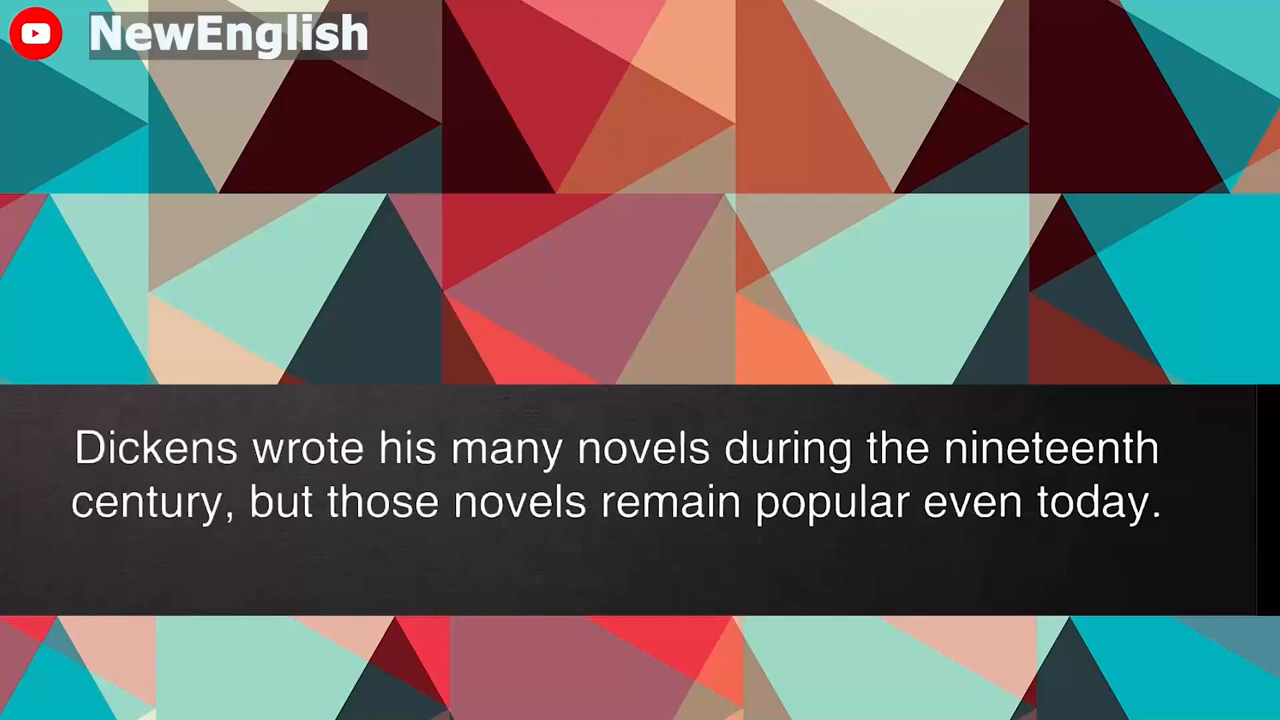 NewEnglish
Dickens wrote his many novels during the nineteenth
century, but those novels remain popular even today.